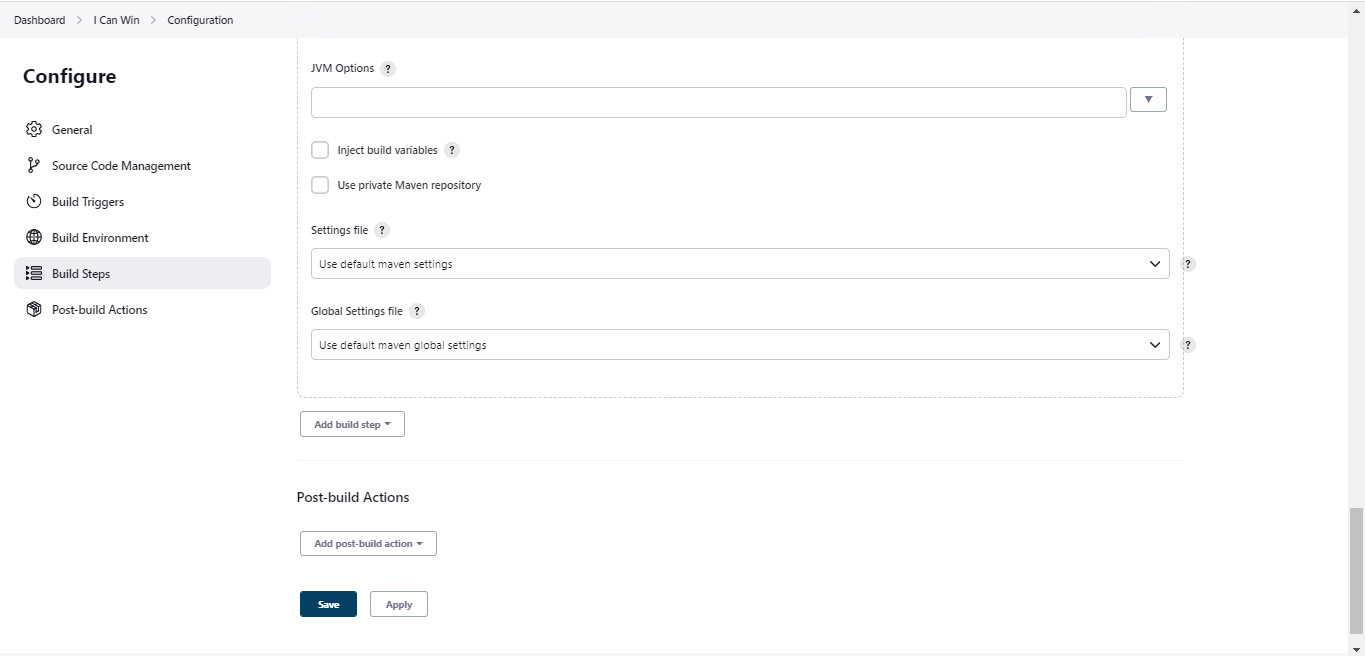 Dashboard > I Can Win > Configuration
Configure
General
Source Code Management
Build Triggers
Build Environment
Build Steps
Post-build Actions
JVM Options ?
Inject build variables ?
Use private Maven repository
Settings file ?
Use default maven settings ?
Global Settings file ?
Use default maven global settings ?
Add build step
Post-build Actions
Add post-build action
Save Apply